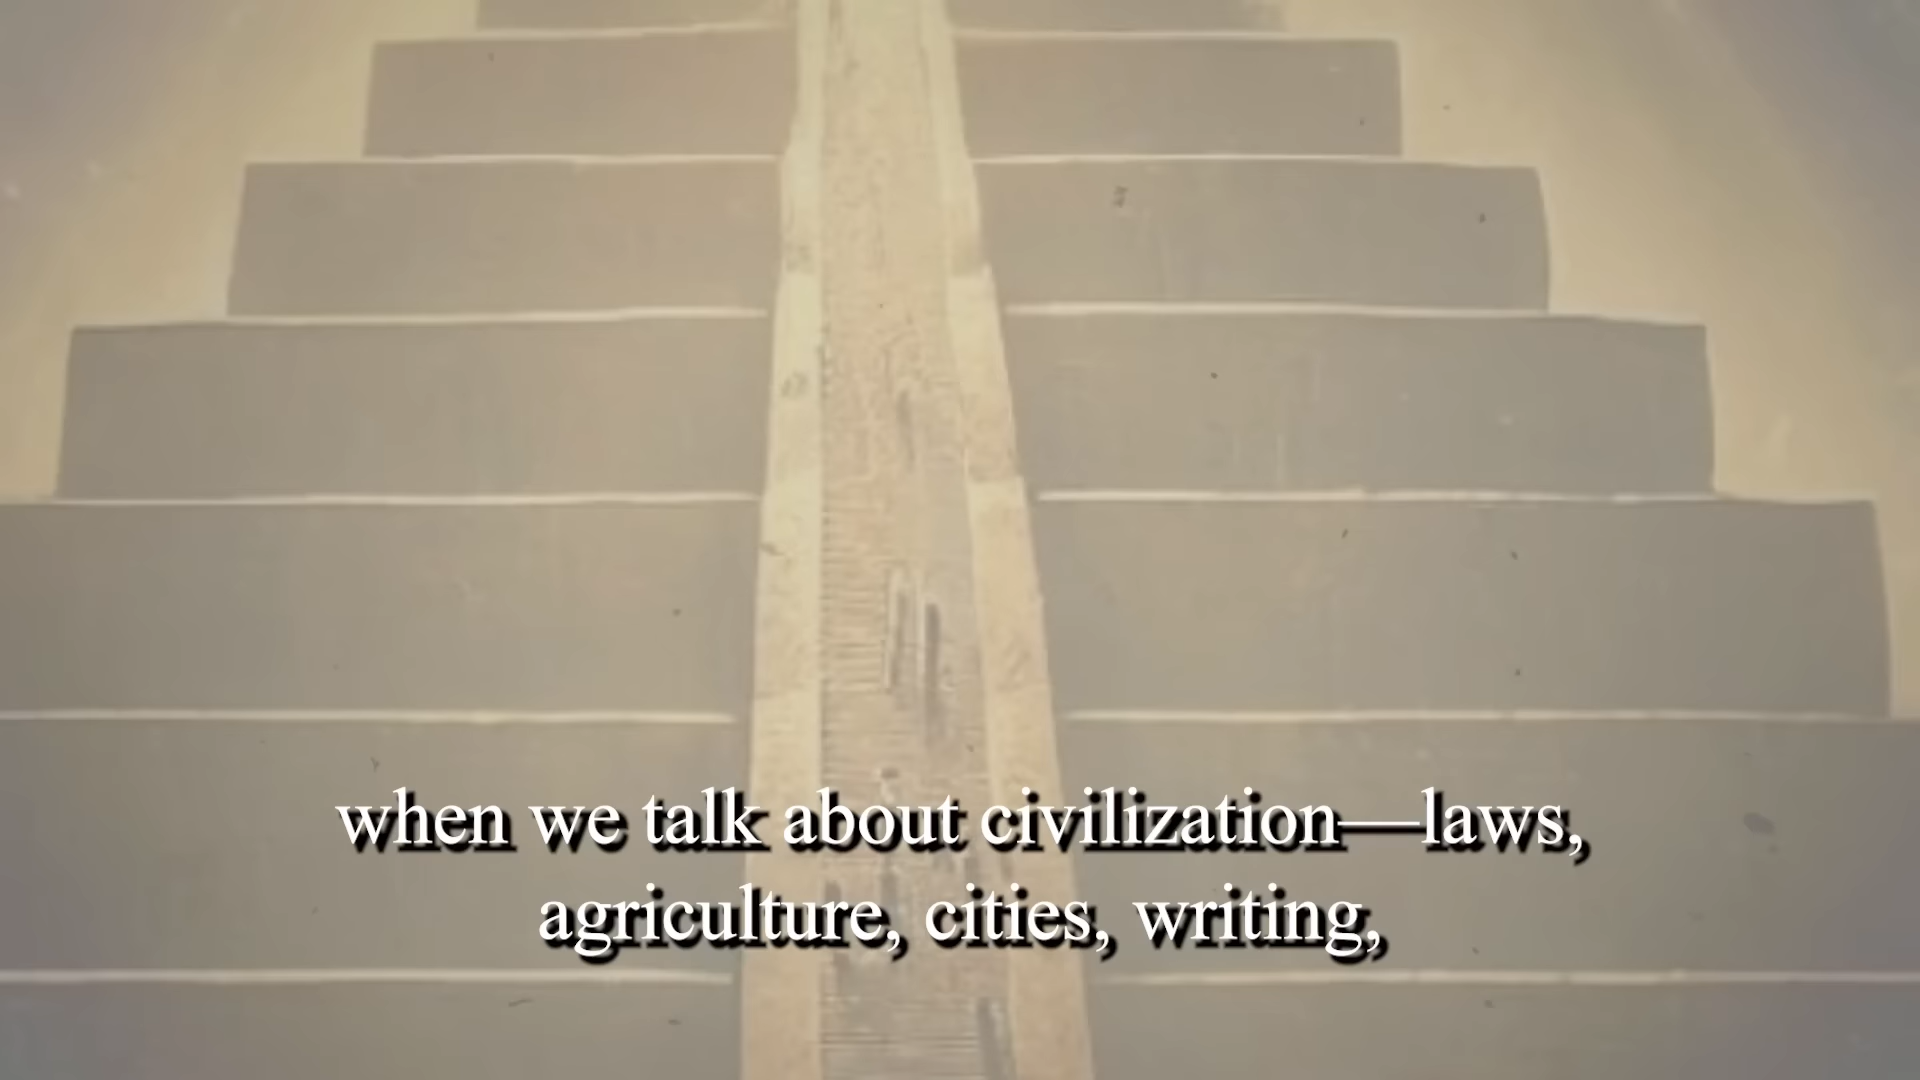 when we talk about civilization—laws,
agriculture, cities, writing,